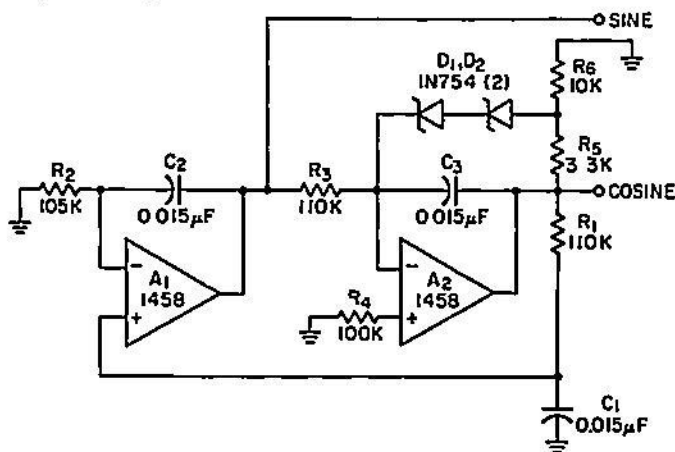 SINE
D1,D2
1N754 (2)
R6
10K
R2
105K
C2
0.015μF
R3
110K
C3
0.015μF
R5
3.3K
COSINE
R1
110K
−
A1
1458
+
−
A2
1458
+
R4
100K
C1
0.015μF